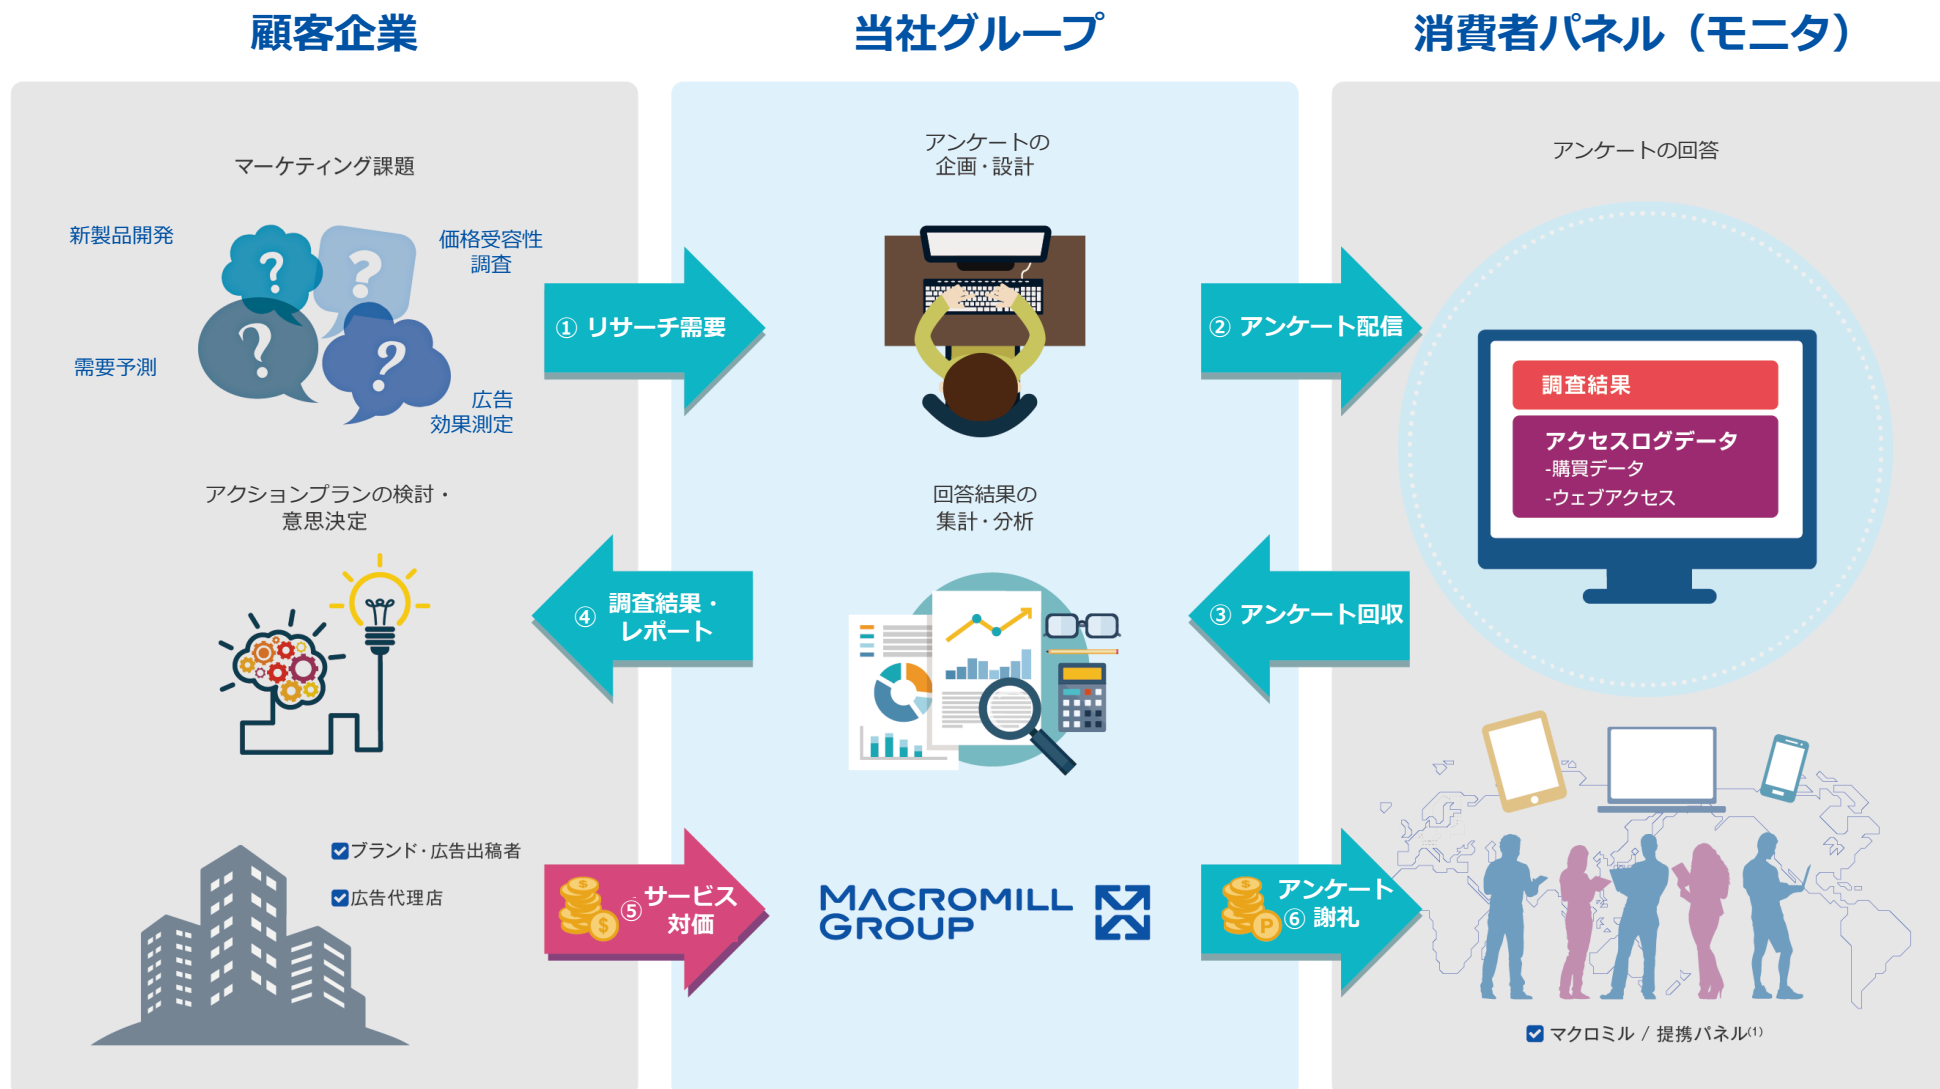 顧客企業
当社グループ
消費者パネル（モニタ）
マーケティング課題
新製品開発
価格受容性
調査
需要予測
広告
効果測定
① リサーチ需要
アンケートの
企画・設計
② アンケート配信
アンケートの回答
調査結果
アクセスログデータ
-購買データ
-ウェブアクセス
③ アンケート回収
回答結果の
集計・分析
④ 調査結果・
レポート
アクションプランの検討・
意思決定
ブランド・広告出稿者
広告代理店
⑤ サービス
対価
MACROMILL
GROUP
アンケート
⑥ 謝礼
P
マクロミル / 提携パネル(1)